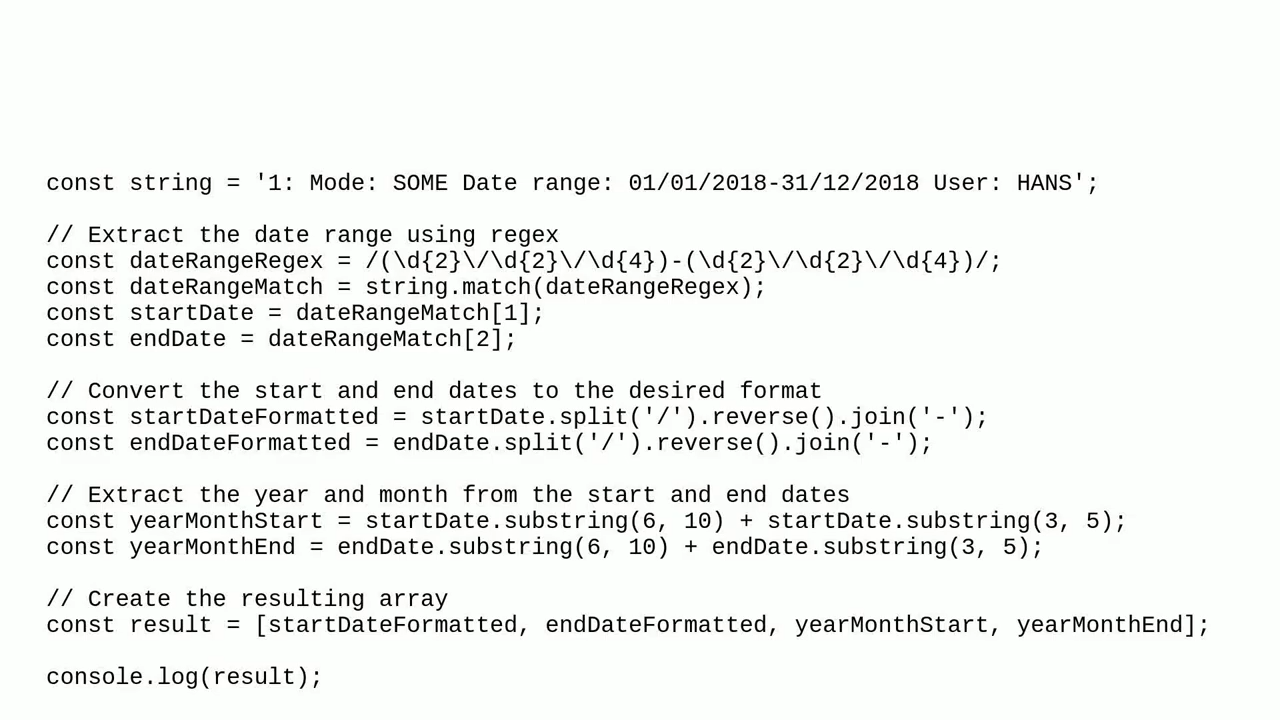 const string = '1: Mode: SOME Date range: 01/01/2018-31/12/2018 User: HANS';
// Extract the date range using regex
const dateRangeRegex = /(\d{2}\/\d{2}\/\d{4})-(\d{2}\/\d{2}\/\d{4})/;
const dateRangeMatch = string.match(dateRangeRegex);
const startDate = dateRangeMatch[1];
const endDate = dateRangeMatch[2];
// Convert the start and end dates to the desired format
const startDateFormatted = startDate.split('/').reverse().join('-');
const endDateFormatted = endDate.split('/').reverse().join('-');
// Extract the year and month from the start and end dates
const yearMonthStart = startDate.substring(6, 10) + startDate.substring(3, 5);
const yearMonthEnd = endDate.substring(6, 10) + endDate.substring(3, 5);
// Create the resulting array
const result = [startDateFormatted, endDateFormatted, yearMonthStart, yearMonthEnd];
console.log(result);